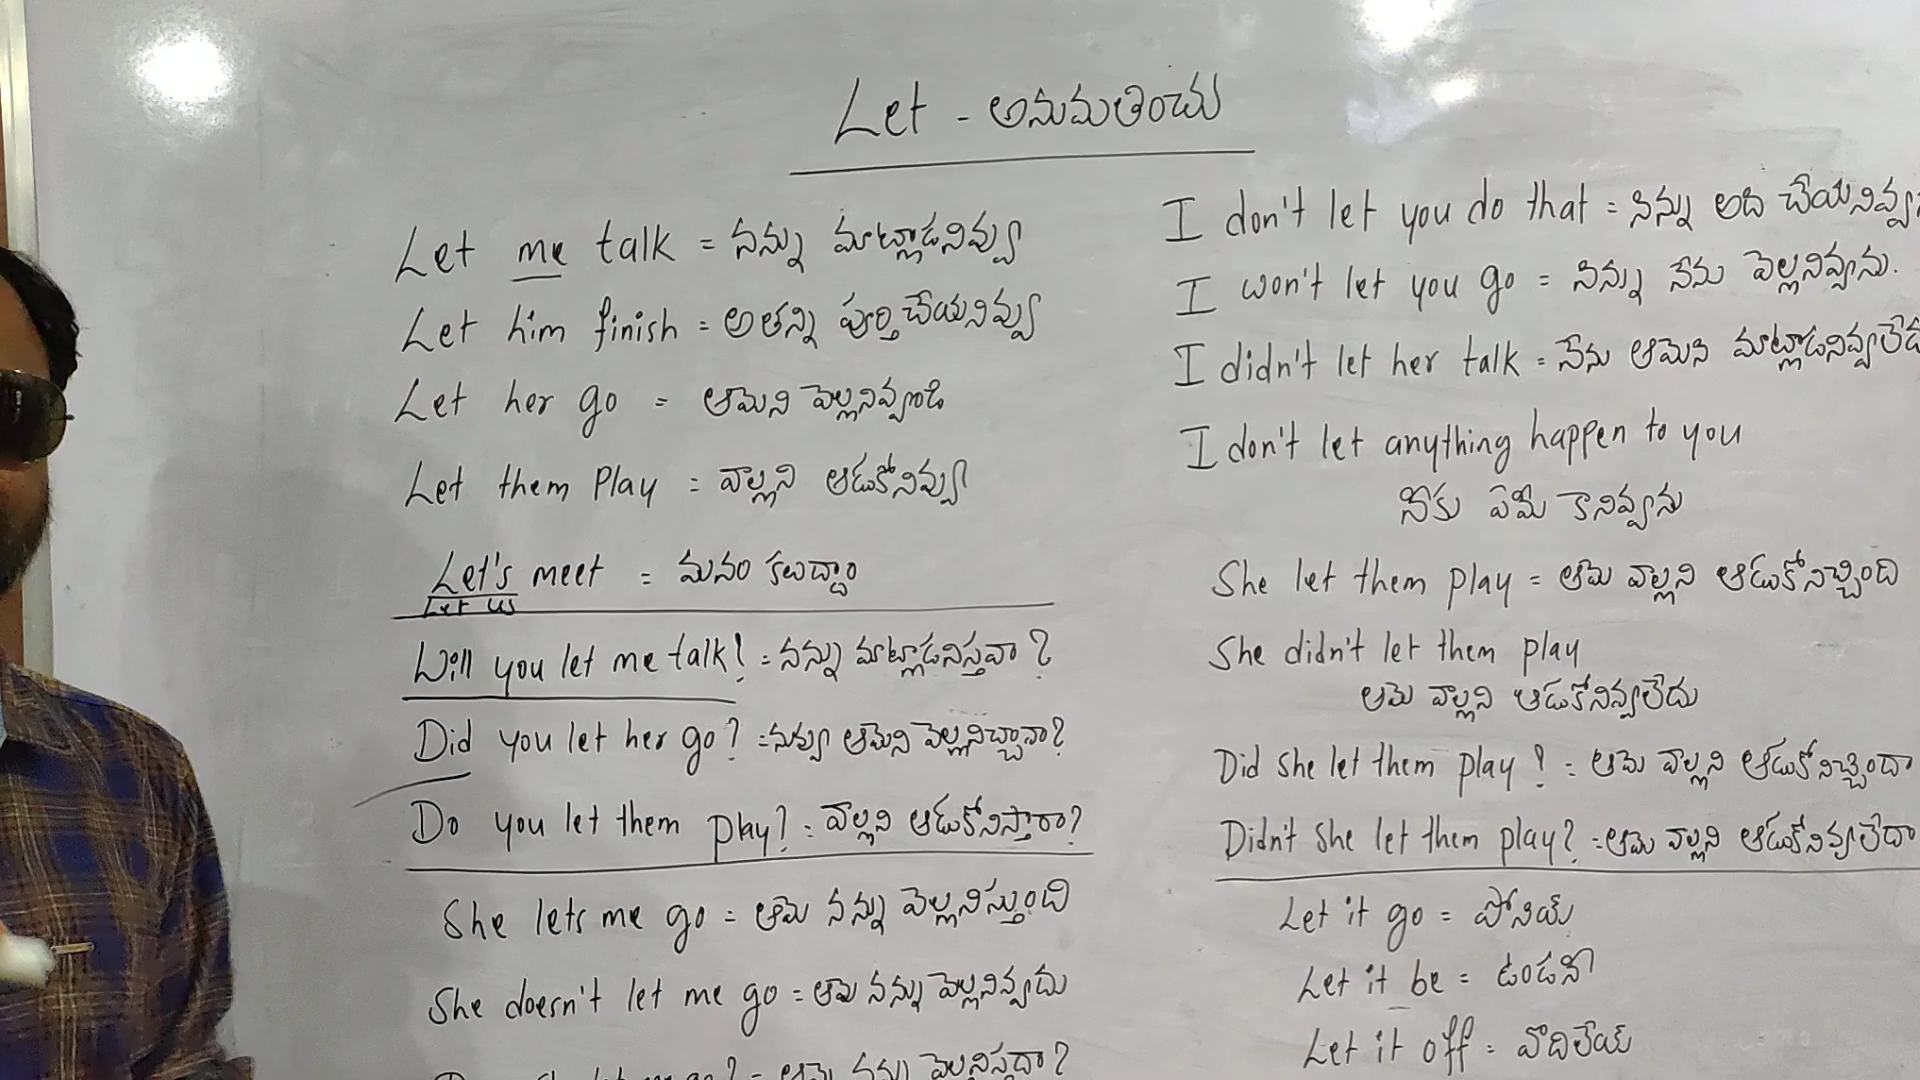 Let - అనుమతించు
Let me talk = నన్ను మాట్లాడనివ్వు
Let him finish = అతన్ని పూర్తిచేయనివ్వు
Let her go = ఆమెని వెల్లనివ్వండి
Let them Play = వాల్లని ఆడుకోనివ్వు
Let's meet = మనం కలుద్దాం
Let us
Will you let me talk? = నన్ను మాట్లాడనిస్తవా?
Did you let her go? = నువ్వు ఆమెని వెల్లనిచ్చావా?
Do you let them play? = వాల్లని ఆడుకోనిస్తారా?
She lets me go = ఆమె నన్ను వెల్లనిస్తుంది
She doesn't let me go = ఆమె నన్ను వెల్లనివ్వదు
I don't let you do that = నిన్ను అది చేయనివ్వ
I won't let you go = నిన్ను నేను వెల్లనివ్వను.
I didn't let her talk = నేను ఆమెని మాట్లాడనివ్వలేదు
I don't let anything happen to you
నీకు ఏమీ కానివ్వను
She let them play = ఆమె వాల్లని ఆడుకోనిచ్చింది
She didn't let them play
ఆమె వాల్లని ఆడుకోనివ్వలేదు
Did She let them play? = ఆమె వాల్లని ఆడుకోనిచ్చిందా
Didn't She let them play? = ఆమె వాల్లని ఆడుకోనివ్వలేదా
Let it go = పోనియ్
Let it be = ఉండనీ
Let it off = వొదిలేయ్